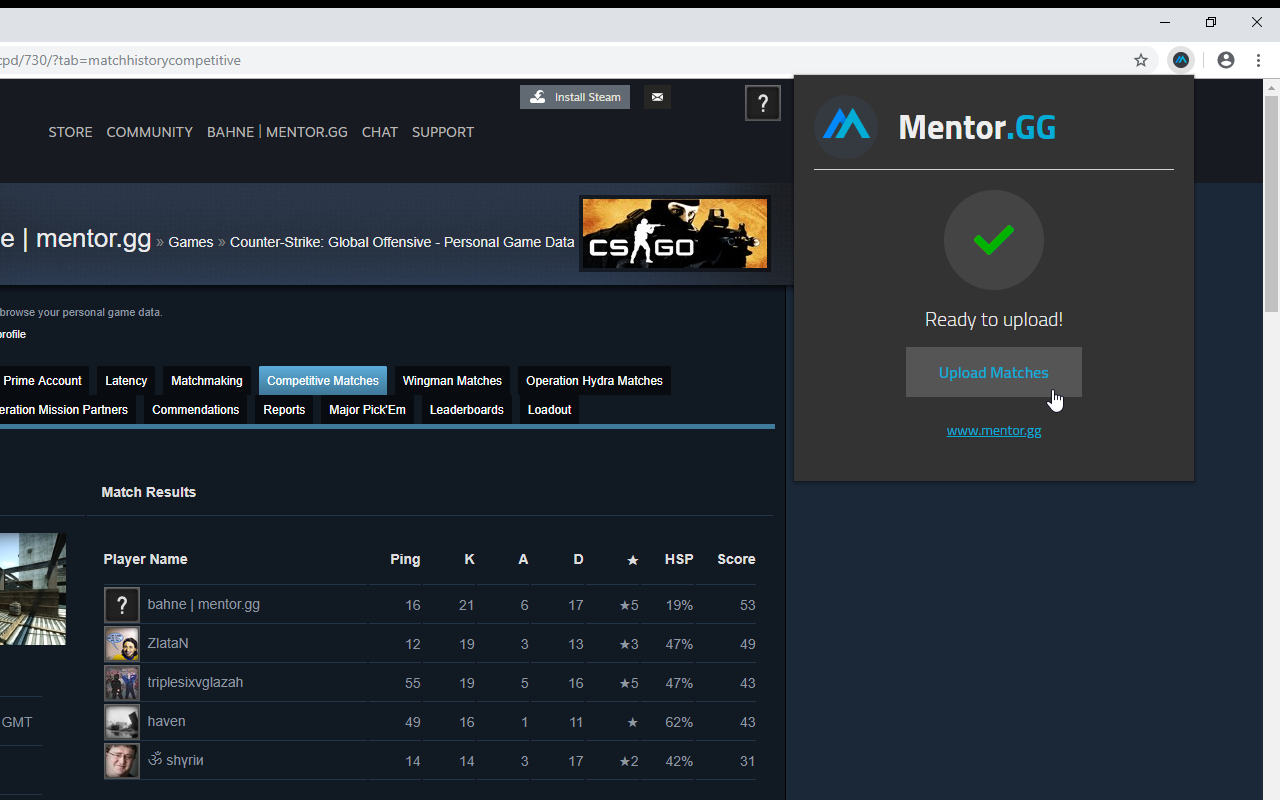 cpd/730/?tab=matchhistorycompetitive
Install Steam
?
STORE COMMUNITY BAHNE | MENTOR.GG CHAT SUPPORT
e | mentor.gg » Games » Counter-Strike: Global Offensive - Personal Game Data
CS GO
browse your personal game data.
rofile
Prime Account Latency Matchmaking Competitive Matches Wingman Matches Operation Hydra Matches
eration Mission Partners Commendations Reports Major Pick'Em Leaderboards Loadout
Match Results
Player Name Ping K A D ★ HSP Score
? bahne | mentor.gg 16 21 6 17 ★5 19% 53
ZlataN 12 19 3 13 ★3 47% 49
triplesixvglazah 55 19 5 16 ★5 47% 43
haven 49 16 1 11 ★ 62% 43
ॐ shγriи 14 14 3 17 ★2 42% 31
GMT
Mentor.GG
Ready to upload!
Upload Matches
www.mentor.gg